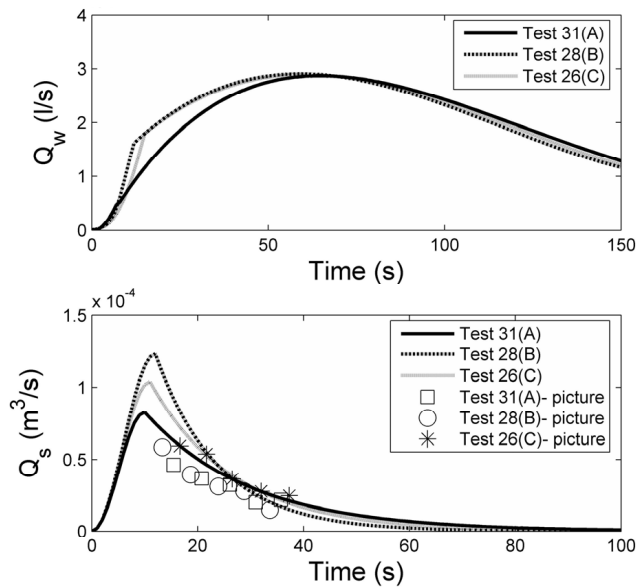 4
3
2
1
0
Q_w (l/s)
Test 31(A)
Test 28(B)
Test 26(C)
0 50 100 150
Time (s)
x 10^-4
1.5
1
0.5
0
Q_s (m³/s)
Test 31(A)
Test 28(B)
Test 26(C)
Test 31(A)- picture
Test 28(B)- picture
Test 26(C)- picture
0 20 40 60 80 100
Time (s)